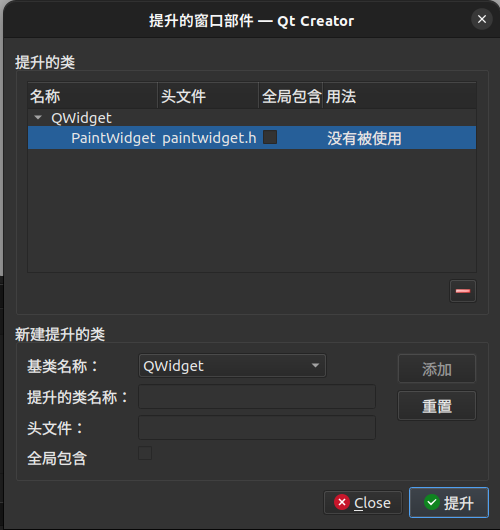 提升的窗口部件 — Qt Creator
提升的类
名称 头文件 全局包含 用法
QWidget
PaintWidget paintwidget.h 没有被使用
新建提升的类
基类名称： QWidget 添加
提升的类名称： 重置
头文件：
全局包含
Close 提升